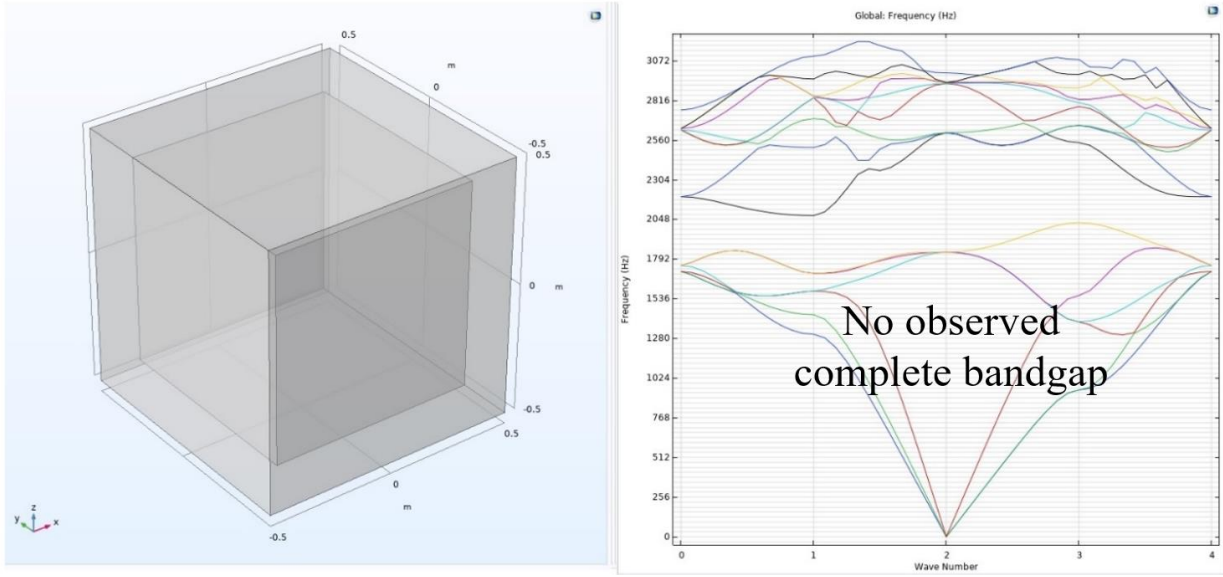 0.5
m
0
-0.5
0.5
0
m
-0.5
0.5
0
m
-0.5
z
y
x
Global: Frequency (Hz)
Frequency (Hz)
3072
2816
2560
2304
2048
1792
1536
1280
1024
768
512
256
0
No observed
complete bandgap
0
1
2
3
4
Wave Number